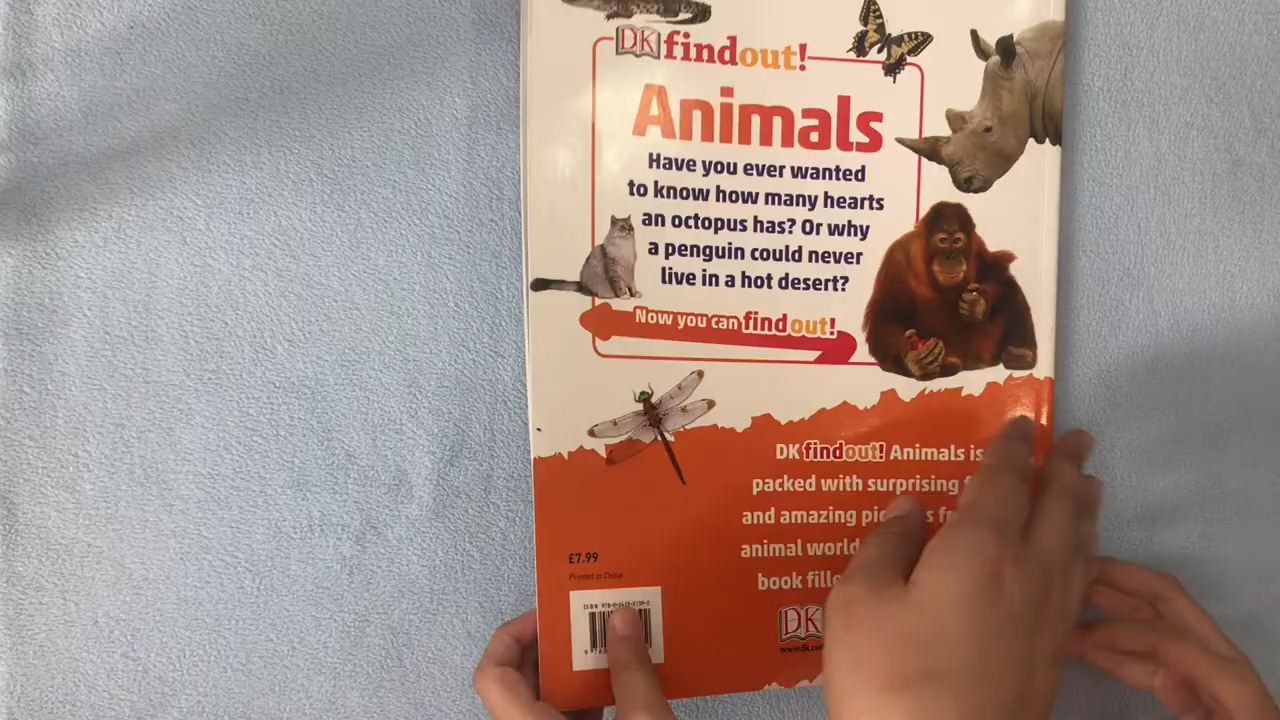 DK findout!
Animals
Have you ever wanted
to know how many hearts
an octopus has? Or why
a penguin could never
live in a hot desert?
Now you can find out!
DK findout! Animals is
packed with surprising
and amazing
animal world
book
£7.99
Printed in China
ISBN
DK